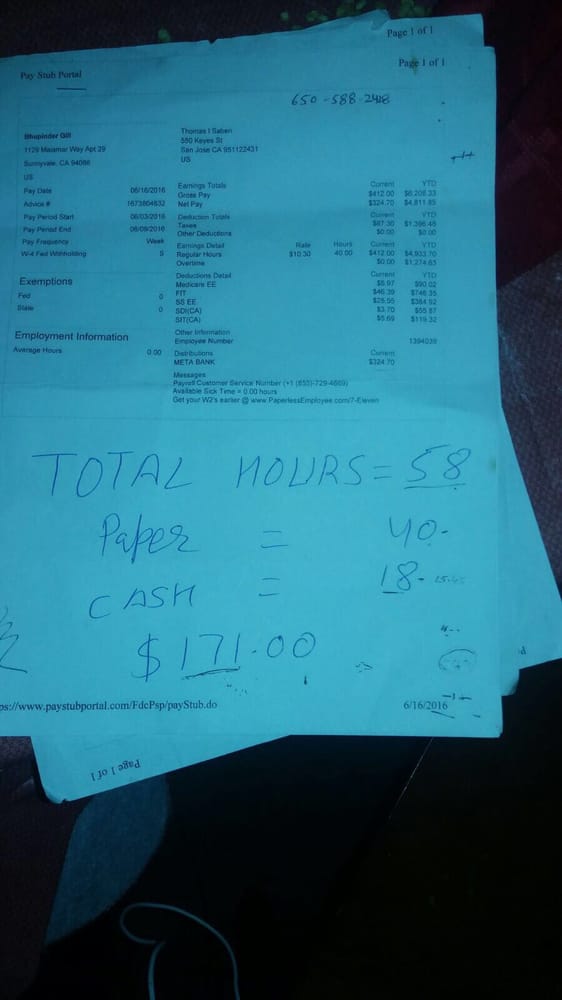 Page 1 of 1
Page 1 of 1
Pay Stub Portal
650-588-2418
Bhupinder Gill
1129 Maiamar Way Apt 29
Sunnyvale, CA 94086
US
Thomas I Saben
550 Keyes St
San Jose CA 951122431
US
Pay Date 06/16/2016
Advice # 1673804832
Pay Period Start 06/03/2016
Pay Period End 06/09/2016
Pay Frequency Week
W-4 Fed Withholding S
Exemptions
Fed 0
State 0
Employment Information
Average Hours 0.00
Earnings Totals Current YTD
Gross Pay $412.00 $6,208.33
Net Pay $324.70 $4,811.85
Deduction Totals Current YTD
Taxes $87.30 $1,396.48
Other Deductions $0.00 $0.00
Earnings Detail Rate Hours Current YTD
Regular Hours $10.30 40.00 $412.00 $4,933.70
Overtime $0.00 $1,274.63
Deductions Detail Current YTD
Medicare EE $5.97 $90.02
FIT $46.39 $746.35
SS EE $25.55 $384.92
SDI(CA) $3.70 $55.87
SIT(CA) $5.69 $119.32
Other Information
Employee Number 1394039
Distributions Current
META BANK $324.70
Messages
Payroll Customer Service Number (+1 (855)-729-4669)
Available Sick Time = 0.00 hours
Get your W2's earlier @ www.PaperlessEmployee.com/7-Eleven
TOTAL HOURS = 58
Paper = 40-
CASH = 18-
$171.00
ps://www.paystubportal.com/FdcPsp/payStub.do 6/16/2016
Page 1 of 1